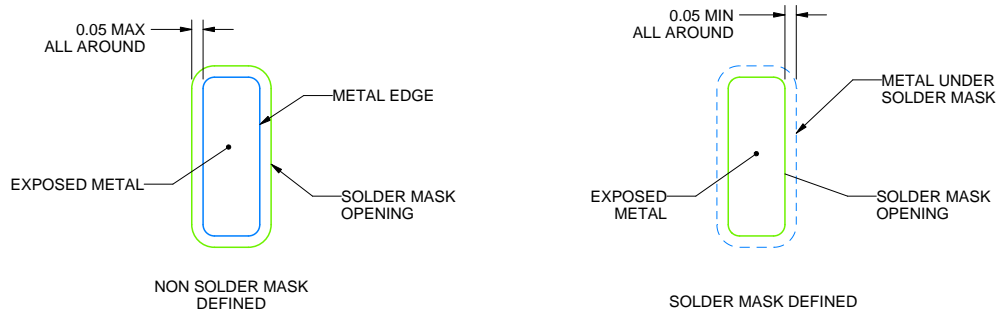 0.05 MAX
ALL AROUND
METAL EDGE
EXPOSED METAL
SOLDER MASK
OPENING
NON SOLDER MASK
DEFINED
0.05 MIN
ALL AROUND
METAL UNDER
SOLDER MASK
EXPOSED
METAL
SOLDER MASK
OPENING
SOLDER MASK DEFINED